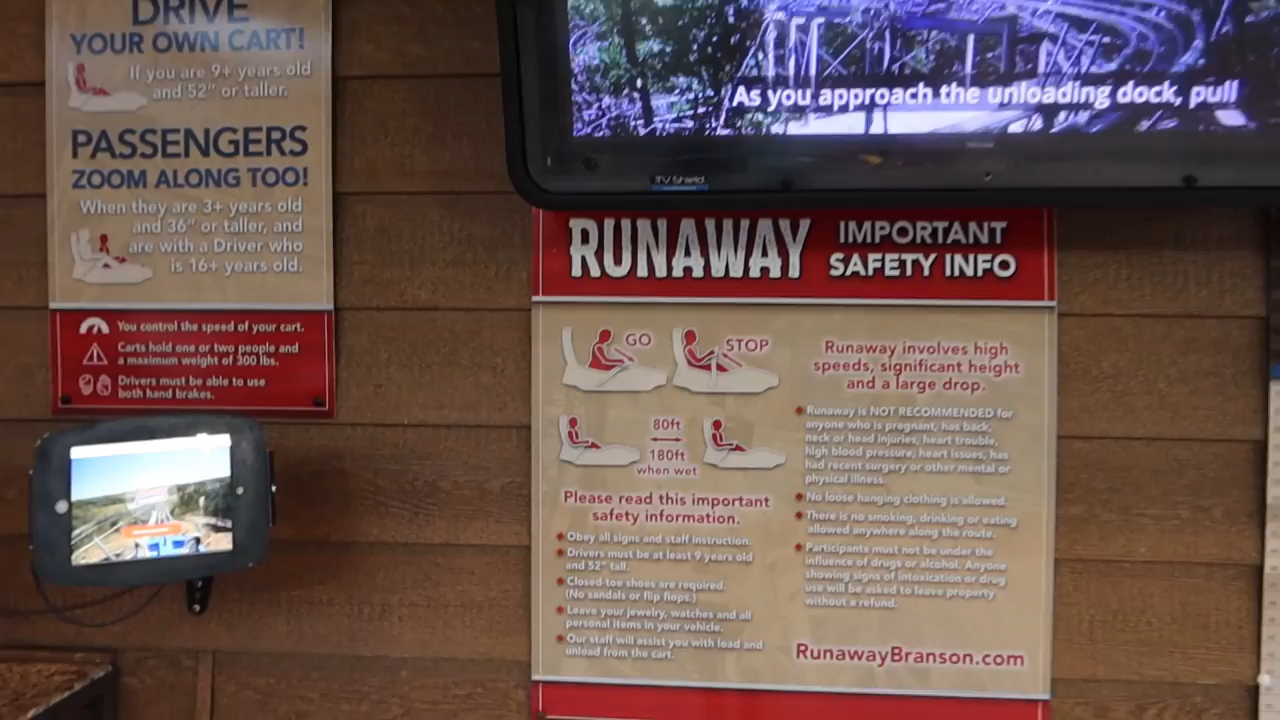 DRIVE
YOUR OWN CART!
If you are 9+ years old
and 52" or taller.
PASSENGERS
ZOOM ALONG TOO!
When they are 3+ years old
and 36" or taller, and
are with a Driver who
is 16+ years old.
You control the speed of your cart.
Carts hold one or two people and
a maximum weight of 300 lbs.
Drivers must be able to use
both hand brakes.
As you approach the unloading dock, pull
TV Shield
RUNAWAY
IMPORTANT
SAFETY INFO
GO
STOP
80ft
180ft
when wet
Please read this important
safety information.
Obey all signs and staff instruction.
Drivers must be at least 9 years old
and 52" tall.
Closed-toe shoes are required.
(No sandals or flip flops.)
Leave your jewelry, watches and all
personal items in your vehicle.
Our staff will assist you with load and
unload from the cart.
Runaway involves high
speeds, significant height
and a large drop.
Runaway is NOT RECOMMENDED for
anyone who is pregnant, has back,
neck or head injuries, heart trouble,
high blood pressure, heart issues, has
had recent surgery or other mental or
physical illness.
No loose hanging clothing is allowed.
There is no smoking, drinking or eating
allowed anywhere along the route.
Participants must not be under the
influence of drugs or alcohol. Anyone
showing signs of intoxication or drug
use will be asked to leave property
without a refund.
RunawayBranson.com